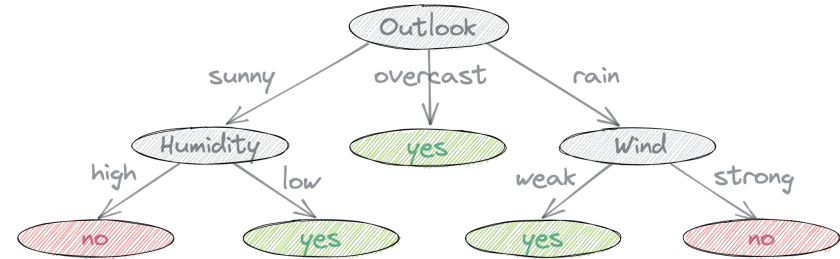 Outlook
sunny overcast rain
Humidity yes Wind
high low weak strong
no yes yes no